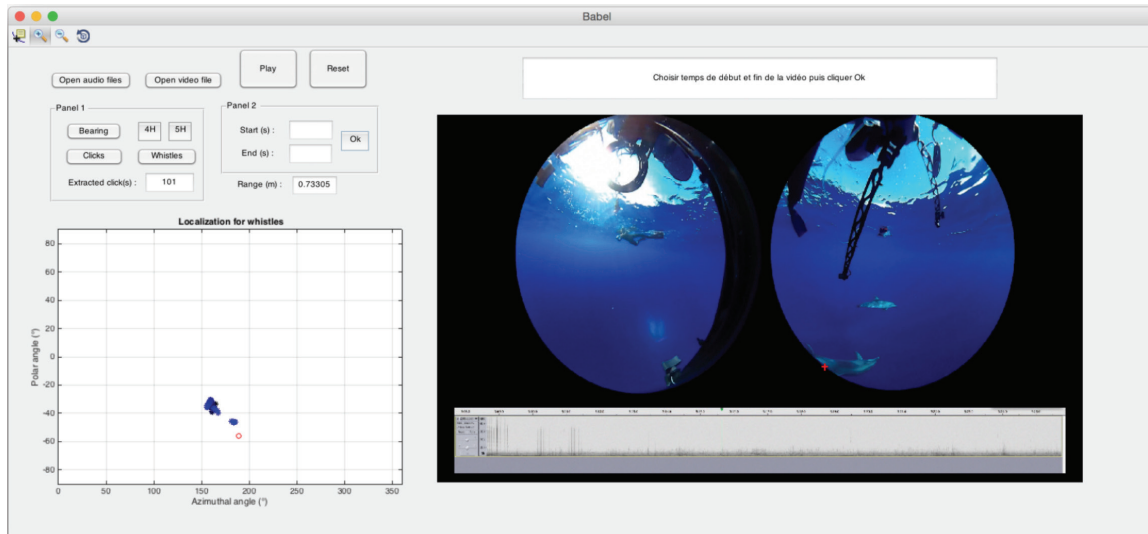 Babel
Open audio files
Open video file
Play
Reset
Choisir temps de début et fin de la vidéo puis cliquer Ok
Panel 1
Bearing
4H
5H
Clicks
Whistles
Extracted click(s) :
101
Panel 2
Start (s) :
End (s) :
Ok
Range (m) :
0.73305
Localization for whistles
Polar angle (°)
80
60
40
20
0
-20
-40
-60
-80
0
50
100
150
200
250
300
350
Azimuthal angle (°)